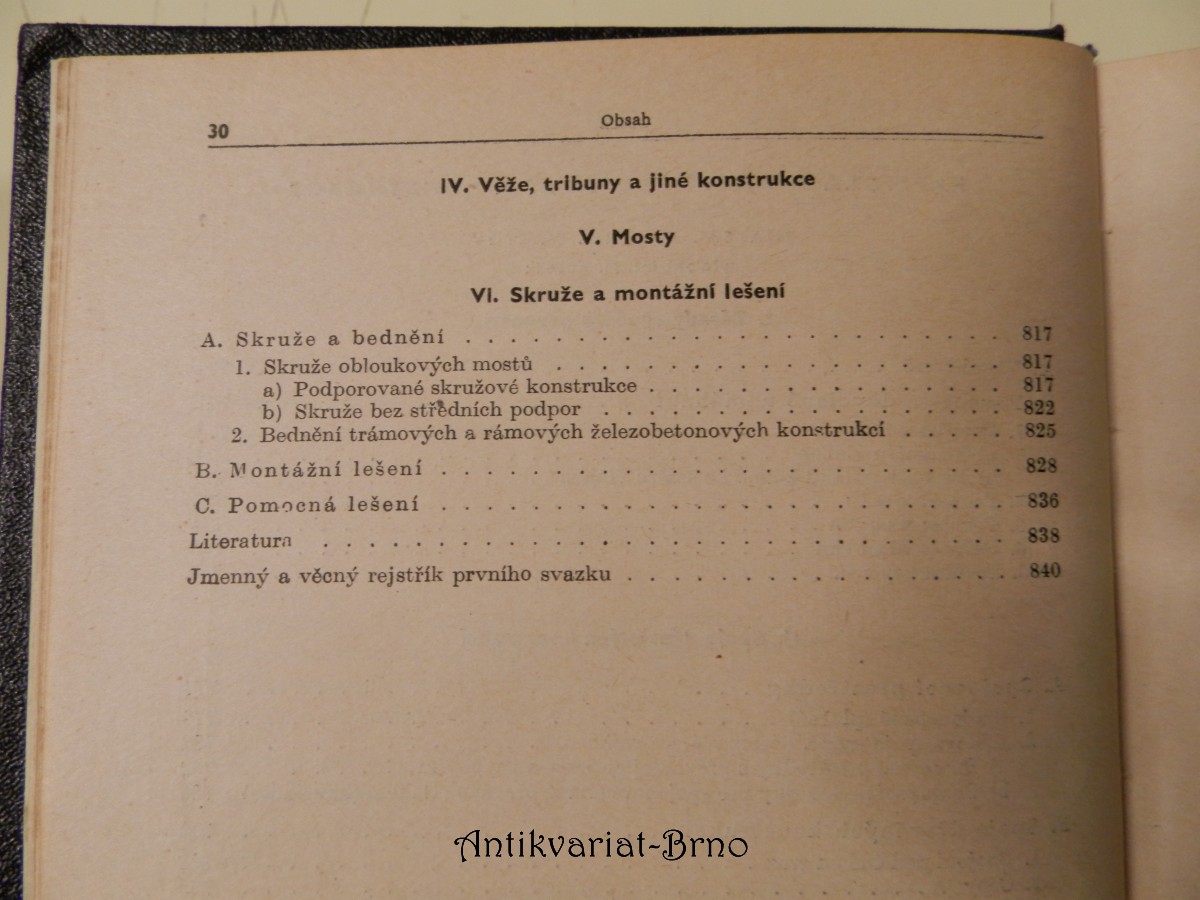 30
Obsah
IV. Věže, tribuny a jiné konstrukce
V. Mosty
VI. Skruže a montážní lešení
A. Skruže a bednění . . . . . . . . . . . . . . . . . . . . 817
1. Skruže obloukových mostů . . . . . . . . . . . . . . . . 817
a) Podporované skružové konstrukce . . . . . . . . . . . . 817
b) Skruže bez středních podpor . . . . . . . . . . . . . . 822
2. Bednění trámových a rámových železobetonových konstrukcí . . . . . 825
B. Montážní lešení . . . . . . . . . . . . . . . . . . . . . 828
C. Pomocná lešení . . . . . . . . . . . . . . . . . . . . . 836
Literatura . . . . . . . . . . . . . . . . . . . . . . . . 838
Jmenný a věcný rejstřík prvního svazku . . . . . . . . . . . . . 840
Antikvariat-Brno